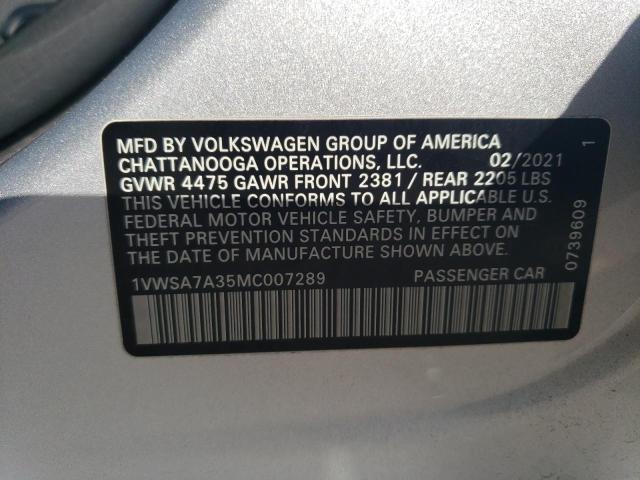 MFD BY VOLKSWAGEN GROUP OF AMERICA
CHATTANOOGA OPERATIONS, LLC. 02/2021
GVWR 4475 GAWR FRONT 2381 / REAR 2205 LBS
THIS VEHICLE CONFORMS TO ALL APPLICABLE U.S.
FEDERAL MOTOR VEHICLE SAFETY, BUMPER AND
THEFT PREVENTION STANDARDS IN EFFECT ON THE
DATE OF MANUFACTURE SHOWN ABOVE.
1VWSA7A35MC007289 PASSENGER CAR
0739609 1